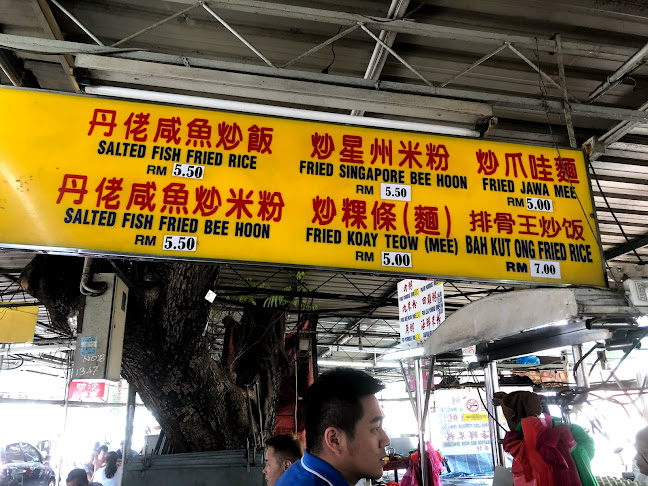 丹佬咸魚炒飯
SALTED FISH FRIED RICE
RM 5.50
炒星州米粉
FRIED SINGAPORE BEE HOON
RM 5.50
炒爪哇麵
FRIED JAWA MEE
RM 5.00
丹佬咸魚炒米粉
SALTED FISH FRIED BEE HOON
RM 5.50
炒粿條(麵)
FRIED KOAY TEOW (MEE)
RM 5.00
排骨王炒饭
BAH KUT ONG FRIED RICE
RM 7.00